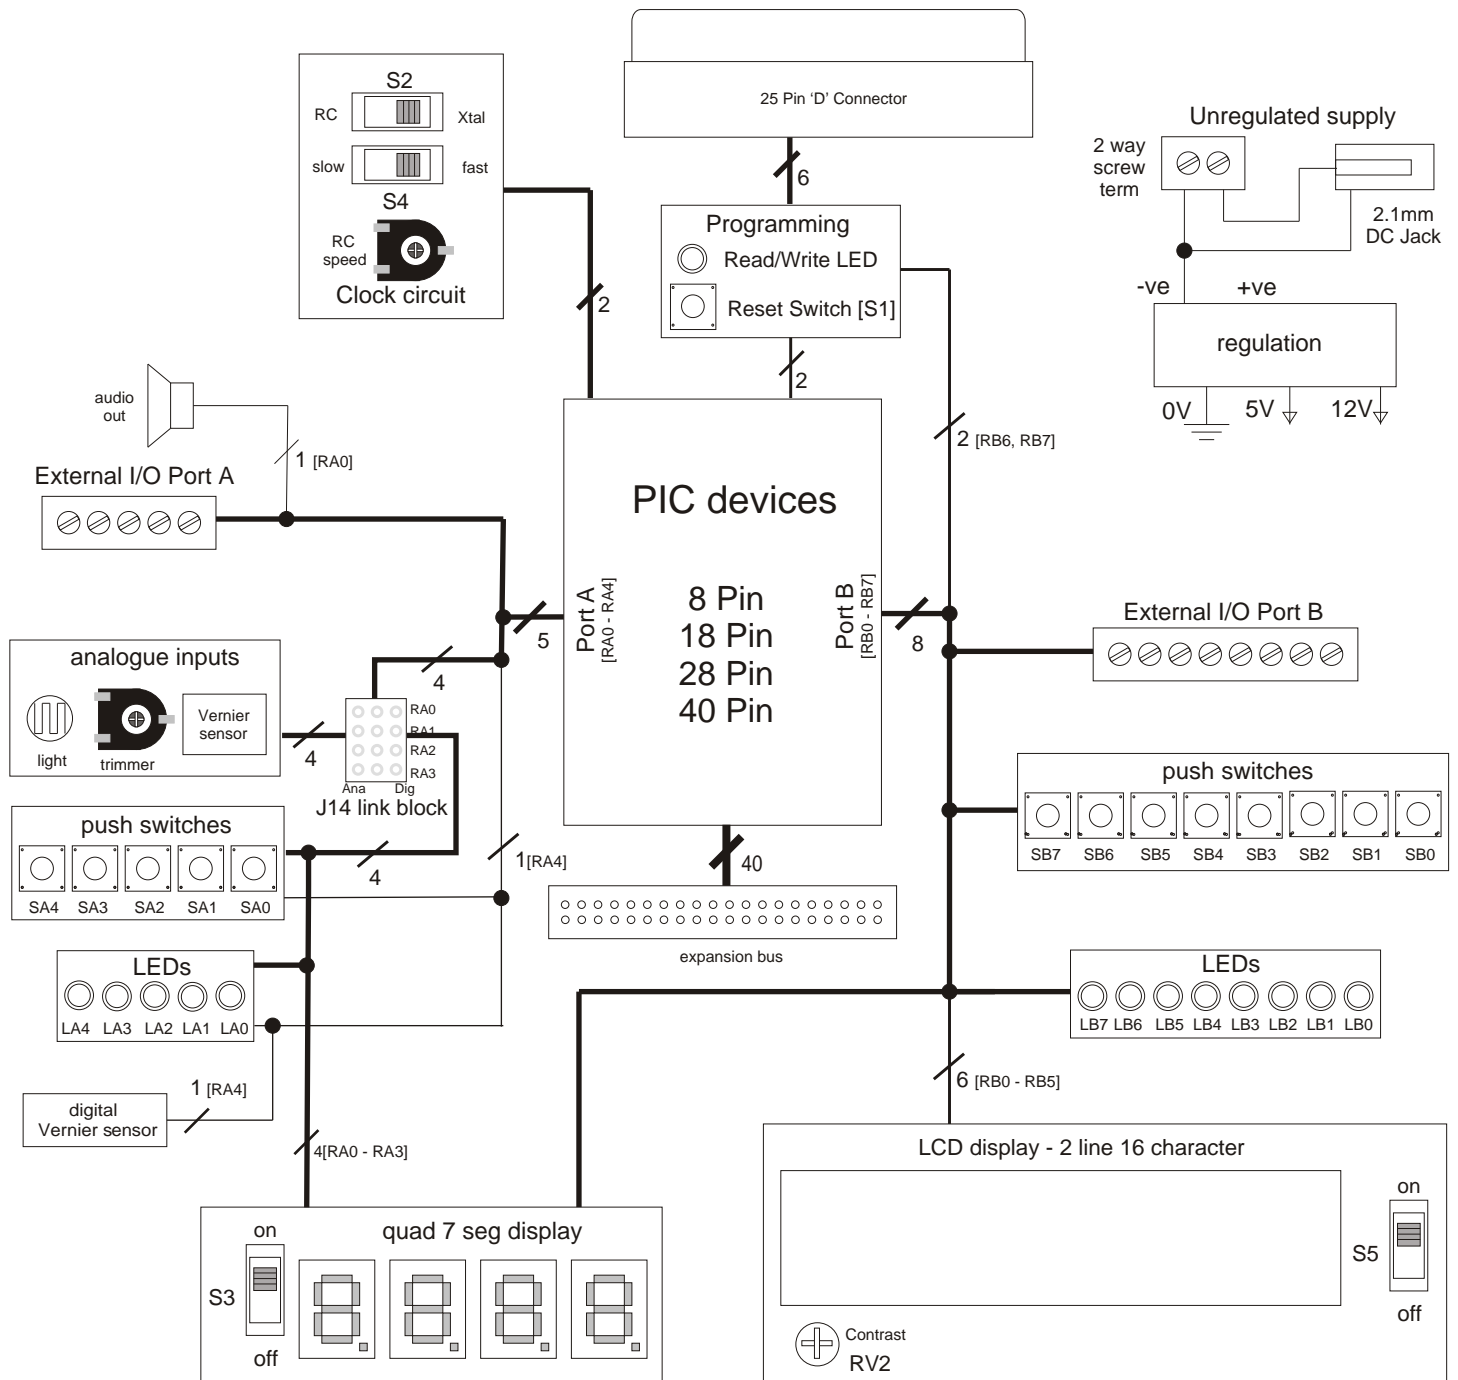 25 Pin ‘D’ Connector
6
S2
RC
Xtal
slow
fast
S4
RC
speed
Clock circuit
2
Programming
Read/Write LED
Reset Switch [S1]
2
2 [RB6, RB7]
Unregulated supply
2 way
screw
term
2.1mm
DC Jack
-ve
+ve
regulation
0V
5V
12V
audio
out
1 [RA0]
External I/O Port A
PIC devices
8 Pin
18 Pin
28 Pin
40 Pin
Port A
[RA0 - RA4]
Port B
[RB0 - RB7]
5
8
External I/O Port B
analogue inputs
light
trimmer
Vernier
sensor
4
4
RA0
RA1
RA2
RA3
Ana
Dig
J14 link block
push switches
SA4
SA3
SA2
SA1
SA0
4
1[RA4]
40
expansion bus
push switches
SB7
SB6
SB5
SB4
SB3
SB2
SB1
SB0
LEDs
LA4
LA3
LA2
LA1
LA0
LEDs
LB7
LB6
LB5
LB4
LB3
LB2
LB1
LB0
1 [RA4]
digital
Vernier sensor
4[RA0 - RA3]
6 [RB0 - RB5]
quad 7 seg display
on
S3
off
LCD display - 2 line 16 character
on
S5
off
Contrast
RV2